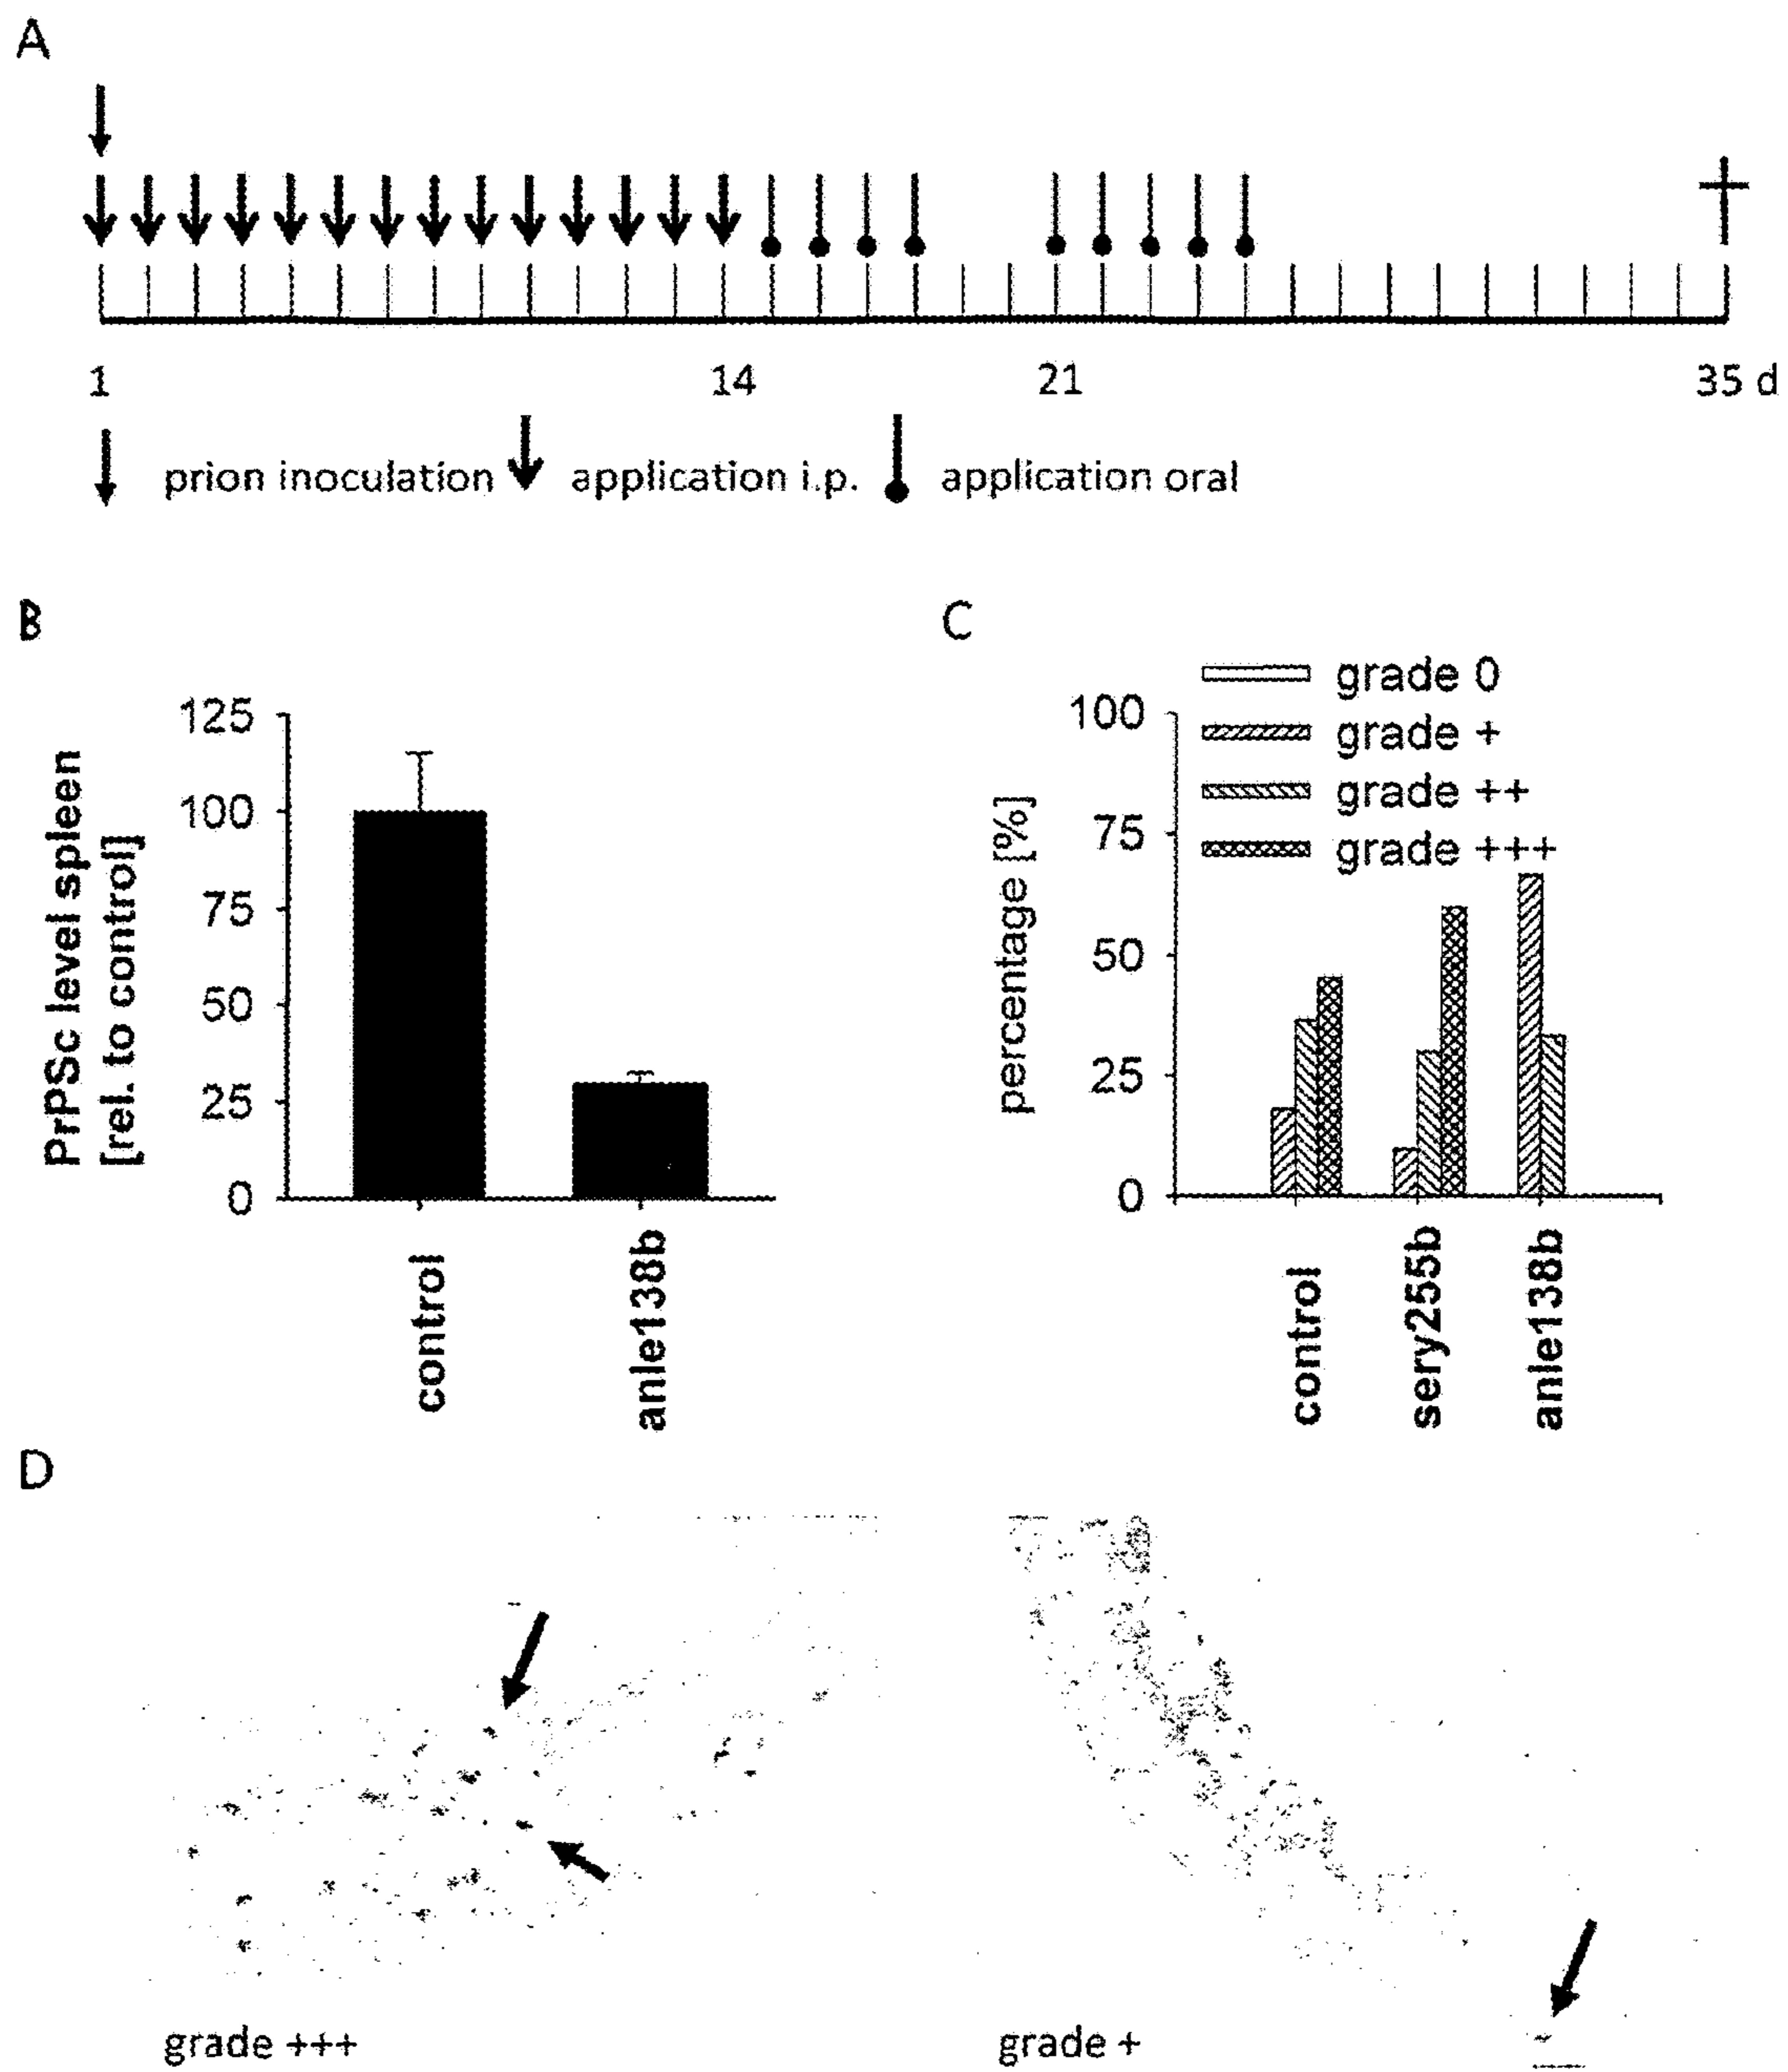 A
1 14 21 35 d
prion inoculation application i.p. application oral
B
PrPSc level spleen
[rel. to control]
125
100
75
50
25
0
control
anle138b
C
grade 0
grade +
grade ++
grade +++
percentage [%]
100
75
50
25
0
control
sery255b
anle138b
D
grade +++
grade +